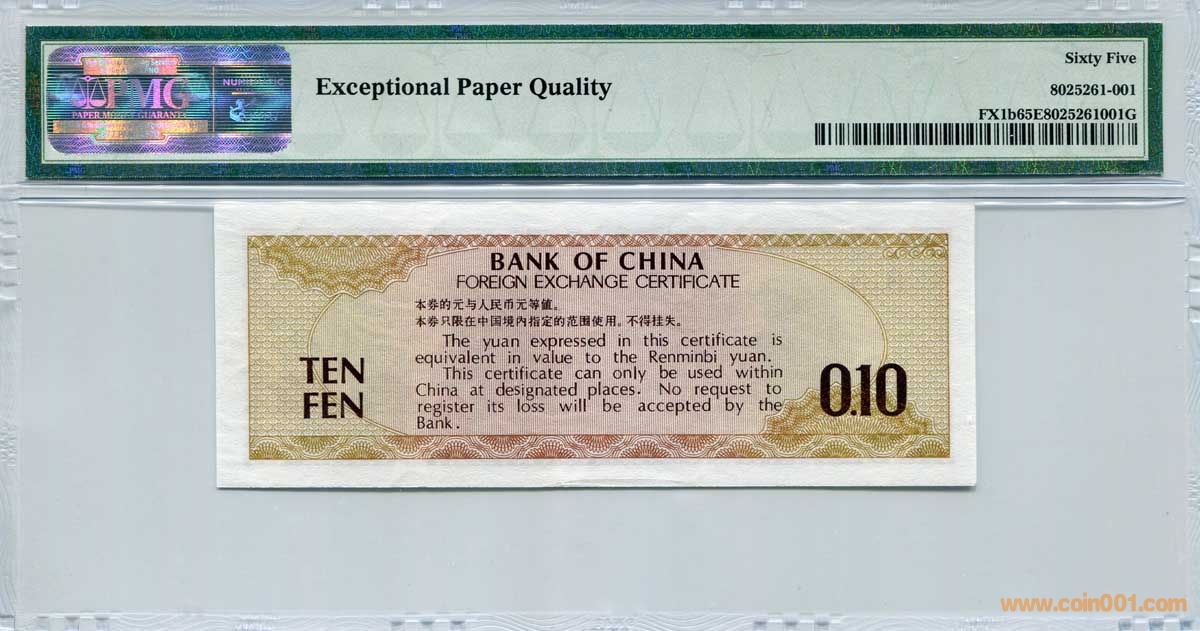 Sixty Five
Exceptional Paper Quality
8025261-001
FX1b65E8025261001G
PMG
PAPER MONEY GUARANTY
NUMISMATIC
BANK OF CHINA
FOREIGN EXCHANGE CERTIFICATE
本券的元与人民币元等值。
本券只限在中国境内指定的范围使用。不得挂失。
The yuan expressed in this certificate is
equivalent in value to the Renminbi yuan.
This certificate can only be used within
China at designated places. No request to
register its loss will be accepted by the
Bank.
TEN
FEN
0.10
www.coin001.com